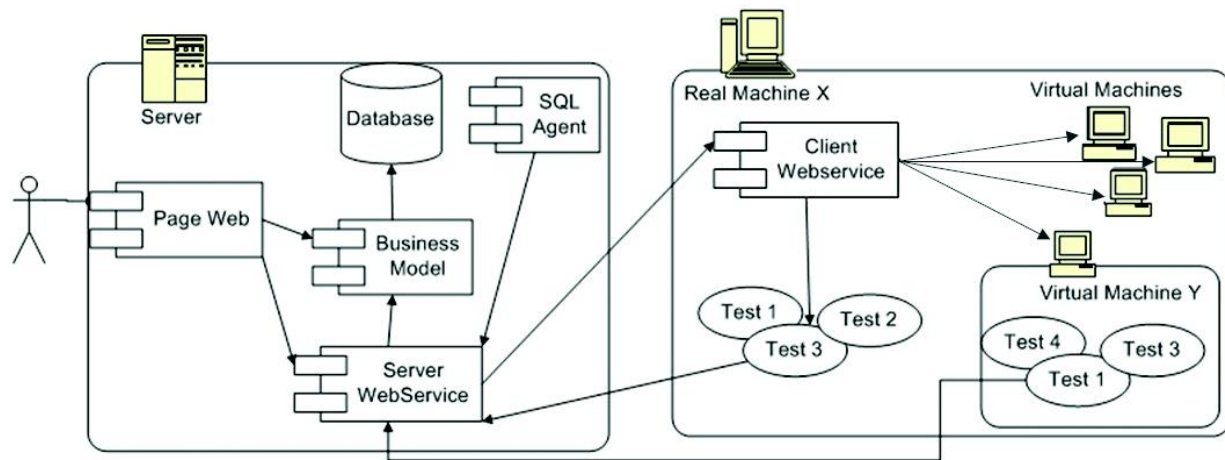 Server
Database
SQL
Agent
Page Web
Business
Model
Server
WebService
Real Machine X
Virtual Machines
Client
Webservice
Test 1
Test 2
Test 3
Virtual Machine Y
Test 4
Test 3
Test 1